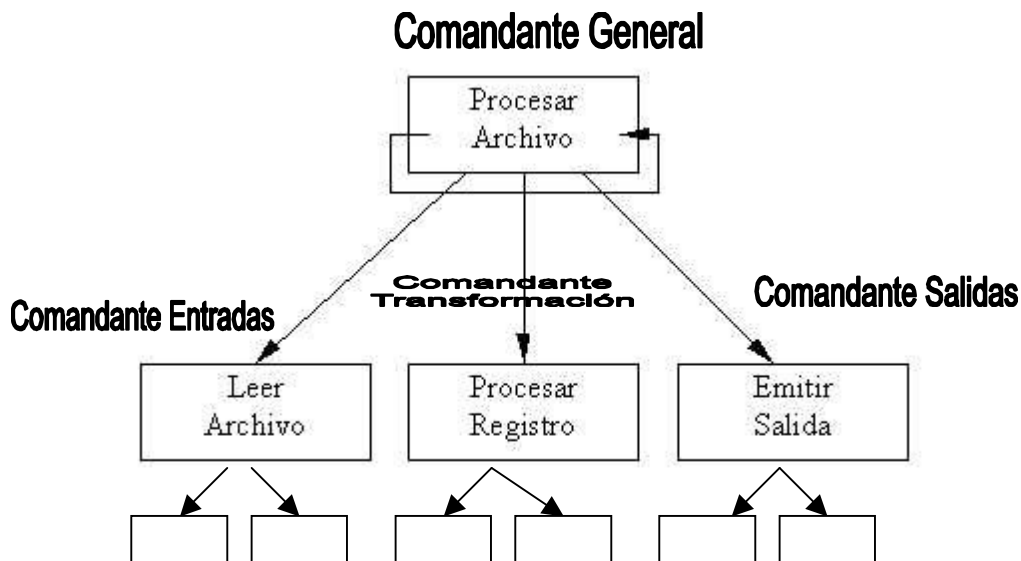 Comandante General
Procesar
Archivo
Comandante
Transformación
Comandante Entradas
Comandante Salidas
Leer
Archivo
Procesar
Registro
Emitir
Salida